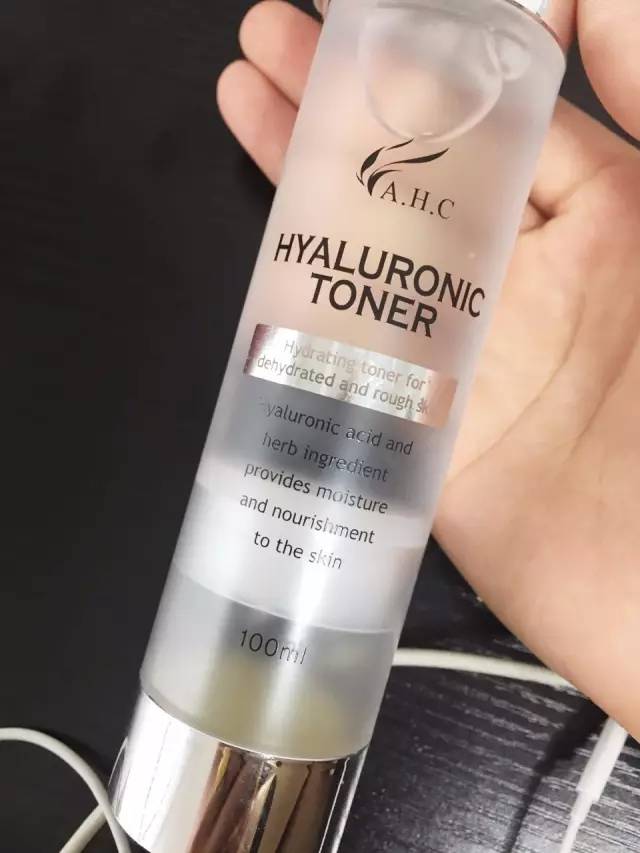 A.H.C
HYALURONIC
TONER
Hydrating toner for
dehydrated and rough
hyaluronic acid and
herb ingredient
provides moisture
and nourishment
to the skin
100ml